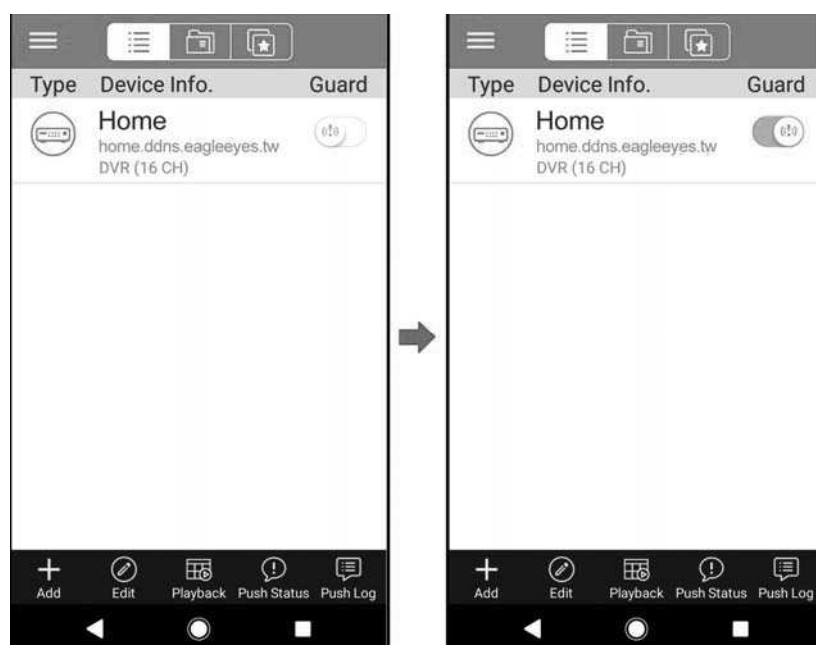 Type Device Info. Guard
Home
home.ddns.eagleeyes.tw
DVR (16 CH)
Add Edit Playback Push Status Push Log
Type Device Info. Guard
Home
home.ddns.eagleeyes.tw
DVR (16 CH)
Add Edit Playback Push Status Push Log